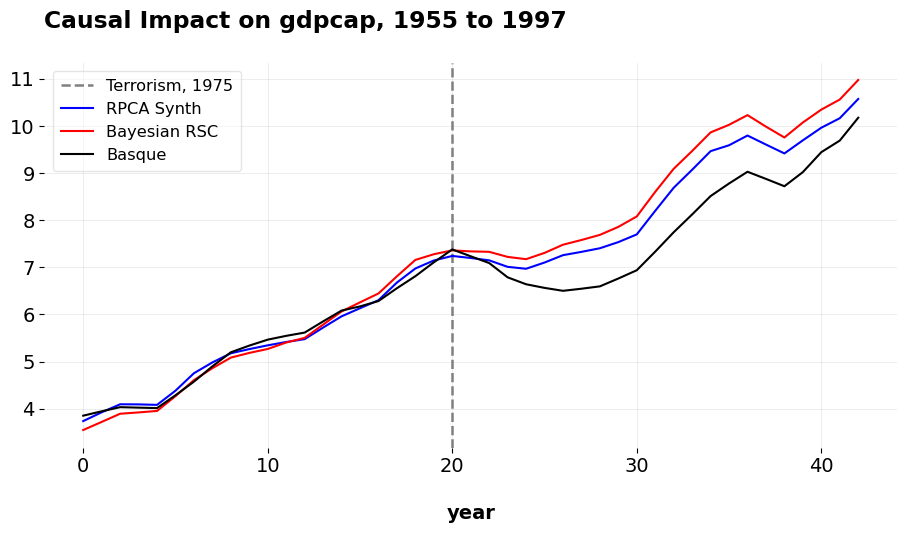 Causal Impact on gdpcap, 1955 to 1997
Terrorism, 1975
RPCA Synth
Bayesian RSC
Basque
11
10
9
8
7
6
5
4
0 10 20 30 40
year